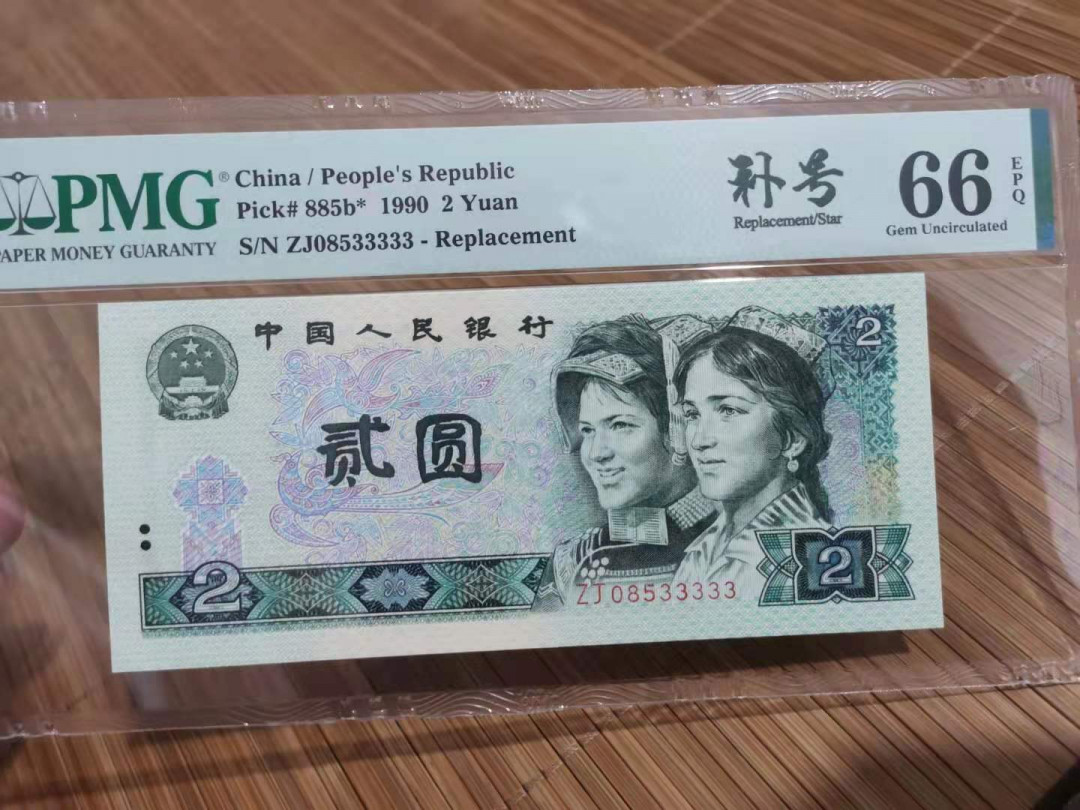 PMG®
PAPER MONEY GUARANTY
China / People's Republic
Pick# 885b* 1990 2 Yuan
S/N ZJ08533333 - Replacement
补号
Replacement/Star
66
EPQ
Gem Uncirculated
中国人民银行
2
贰圆
2
2
ZJ08533333